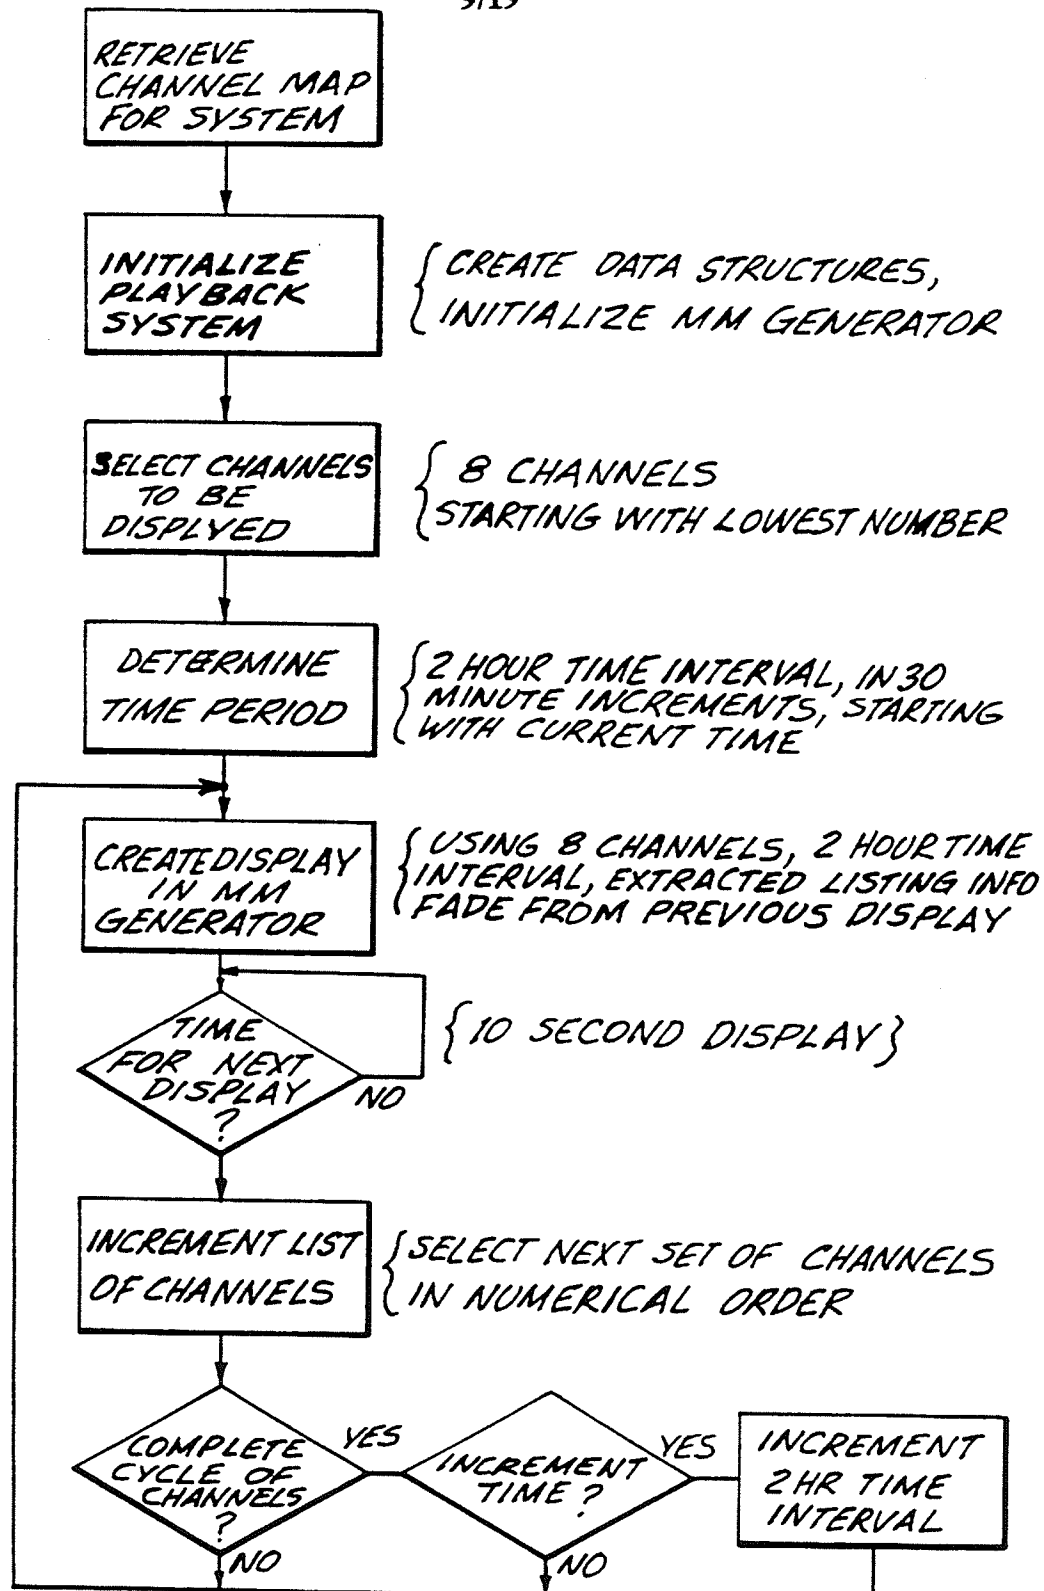 RETRIEVE
CHANNEL MAP
FOR SYSTEM
INITIALIZE
PLAYBACK
SYSTEM
{ CREATE DATA STRUCTURES,
INITIALIZE MM GENERATOR
SELECT CHANNELS
TO BE
DISPLYED
{ 8 CHANNELS
STARTING WITH LOWEST NUMBER
DETERMINE
TIME PERIOD
{ 2 HOUR TIME INTERVAL, IN 30
MINUTE INCREMENTS, STARTING
WITH CURRENT TIME
CREATE DISPLAY
IN MM
GENERATOR
{ USING 8 CHANNELS, 2 HOUR TIME
INTERVAL, EXTRACTED LISTING INFO
FADE FROM PREVIOUS DISPLAY
TIME
FOR NEXT
DISPLAY
?
NO
{ 10 SECOND DISPLAY }
INCREMENT LIST
OF CHANNELS
{ SELECT NEXT SET OF CHANNELS
IN NUMERICAL ORDER
COMPLETE
CYCLE OF
CHANNELS
?
YES
NO
INCREMENT
TIME ?
YES
NO
INCREMENT
2 HR TIME
INTERVAL